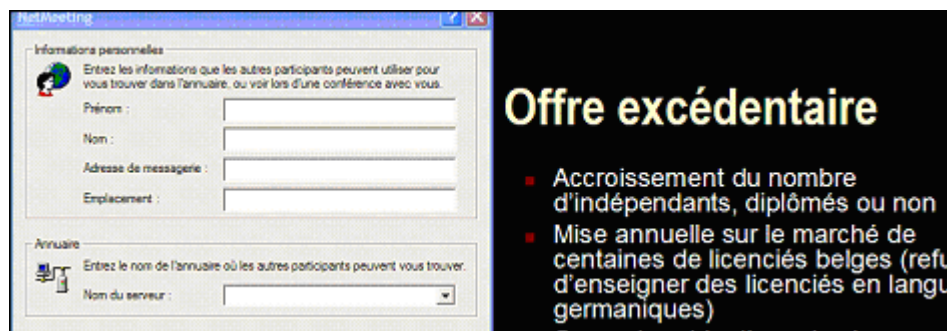 NetMeeting
Informations personnelles
Entrez les informations que les autres participants peuvent utiliser pour
vous trouver dans l'annuaire, ou voir lors d'une conférence avec vous.
Prénom :
Nom :
Adresse de messagerie :
Emplacement :
Annuaire
Entrez le nom de l'annuaire où les autres participants peuvent vous trouver.
Nom du serveur :
Offre excédentaire
Accroissement du nombre
d'indépendants, diplômés ou non
Mise annuelle sur le marché de
centaines de licenciés belges (refu
d'enseigner des licenciés en langu
germaniques)